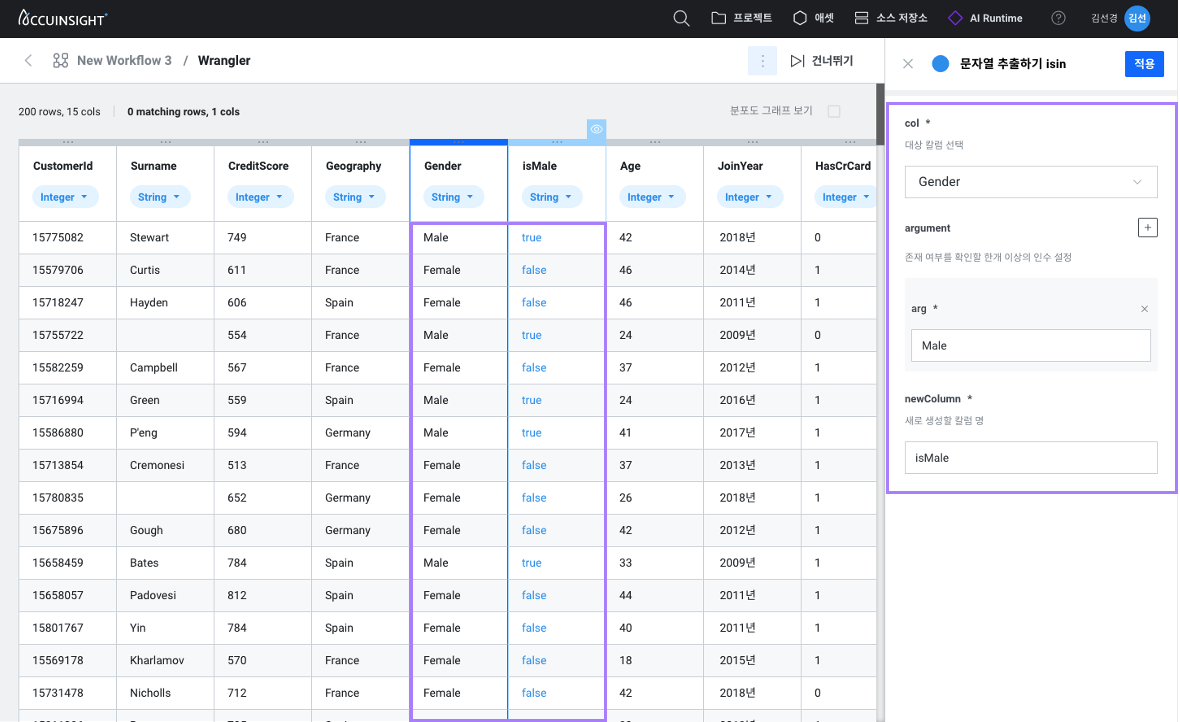 ACCUINSIGHT+
프로젝트 애셋 소스 저장소 AI Runtime ? 김선경 김선
New Workflow 3 / Wrangler 건너뛰기
문자열 추출하기 isin 적용
200 rows, 15 cols 0 matching rows, 1 cols 분포도 그래프 보기
CustomerId Surname CreditScore Geography Gender isMale Age JoinYear HasCrCard
Integer String Integer String String String Integer Integer Integer
15775082 Stewart 749 France Male true 42 2018년 0
15579706 Curtis 611 France Female false 46 2014년 1
15718247 Hayden 606 Spain Female false 46 2011년 1
15755722 554 France Male true 24 2009년 0
15582259 Campbell 567 France Female false 37 2012년 1
15716994 Green 559 Spain Male true 24 2016년 1
15586880 P'eng 594 Germany Male true 41 2017년 1
15713854 Cremonesi 513 France Female false 37 2013년 1
15780835 652 Germany Female false 26 2018년 1
15675896 Gough 680 Germany Female false 42 2012년 1
15658459 Bates 784 Spain Male true 33 2009년 1
15658057 Padovesi 812 Spain Female false 44 2011년 1
15801767 Yin 784 Spain Female false 40 2011년 1
15569178 Kharlamov 570 France Female false 18 2015년 1
15731478 Nicholls 712 France Female false 42 2018년 0
col *
대상 칼럼 선택
Gender
argument +
존재 여부를 확인할 한개 이상의 인수 설정
arg *
Male
newColumn *
새로 생성할 칼럼 명
isMale